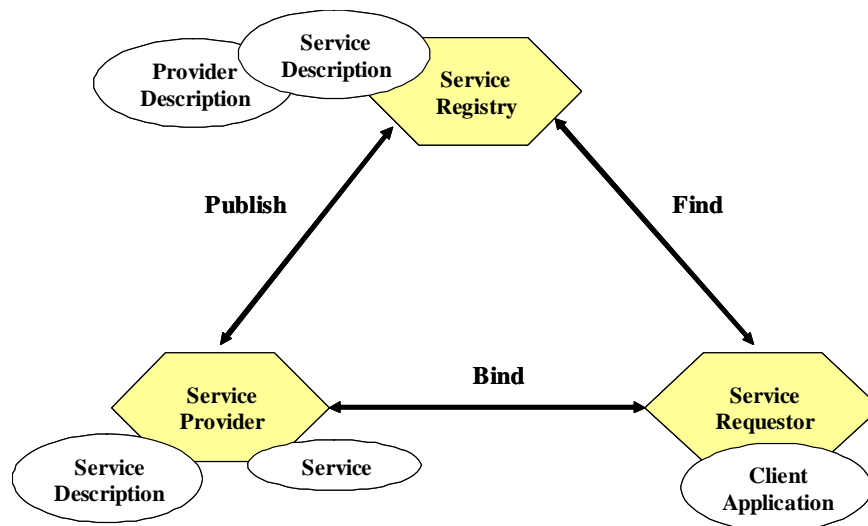 Provider
Description
Service
Description
Service
Registry
Publish
Find
Bind
Service
Provider
Service
Description
Service
Service
Requestor
Client
Application